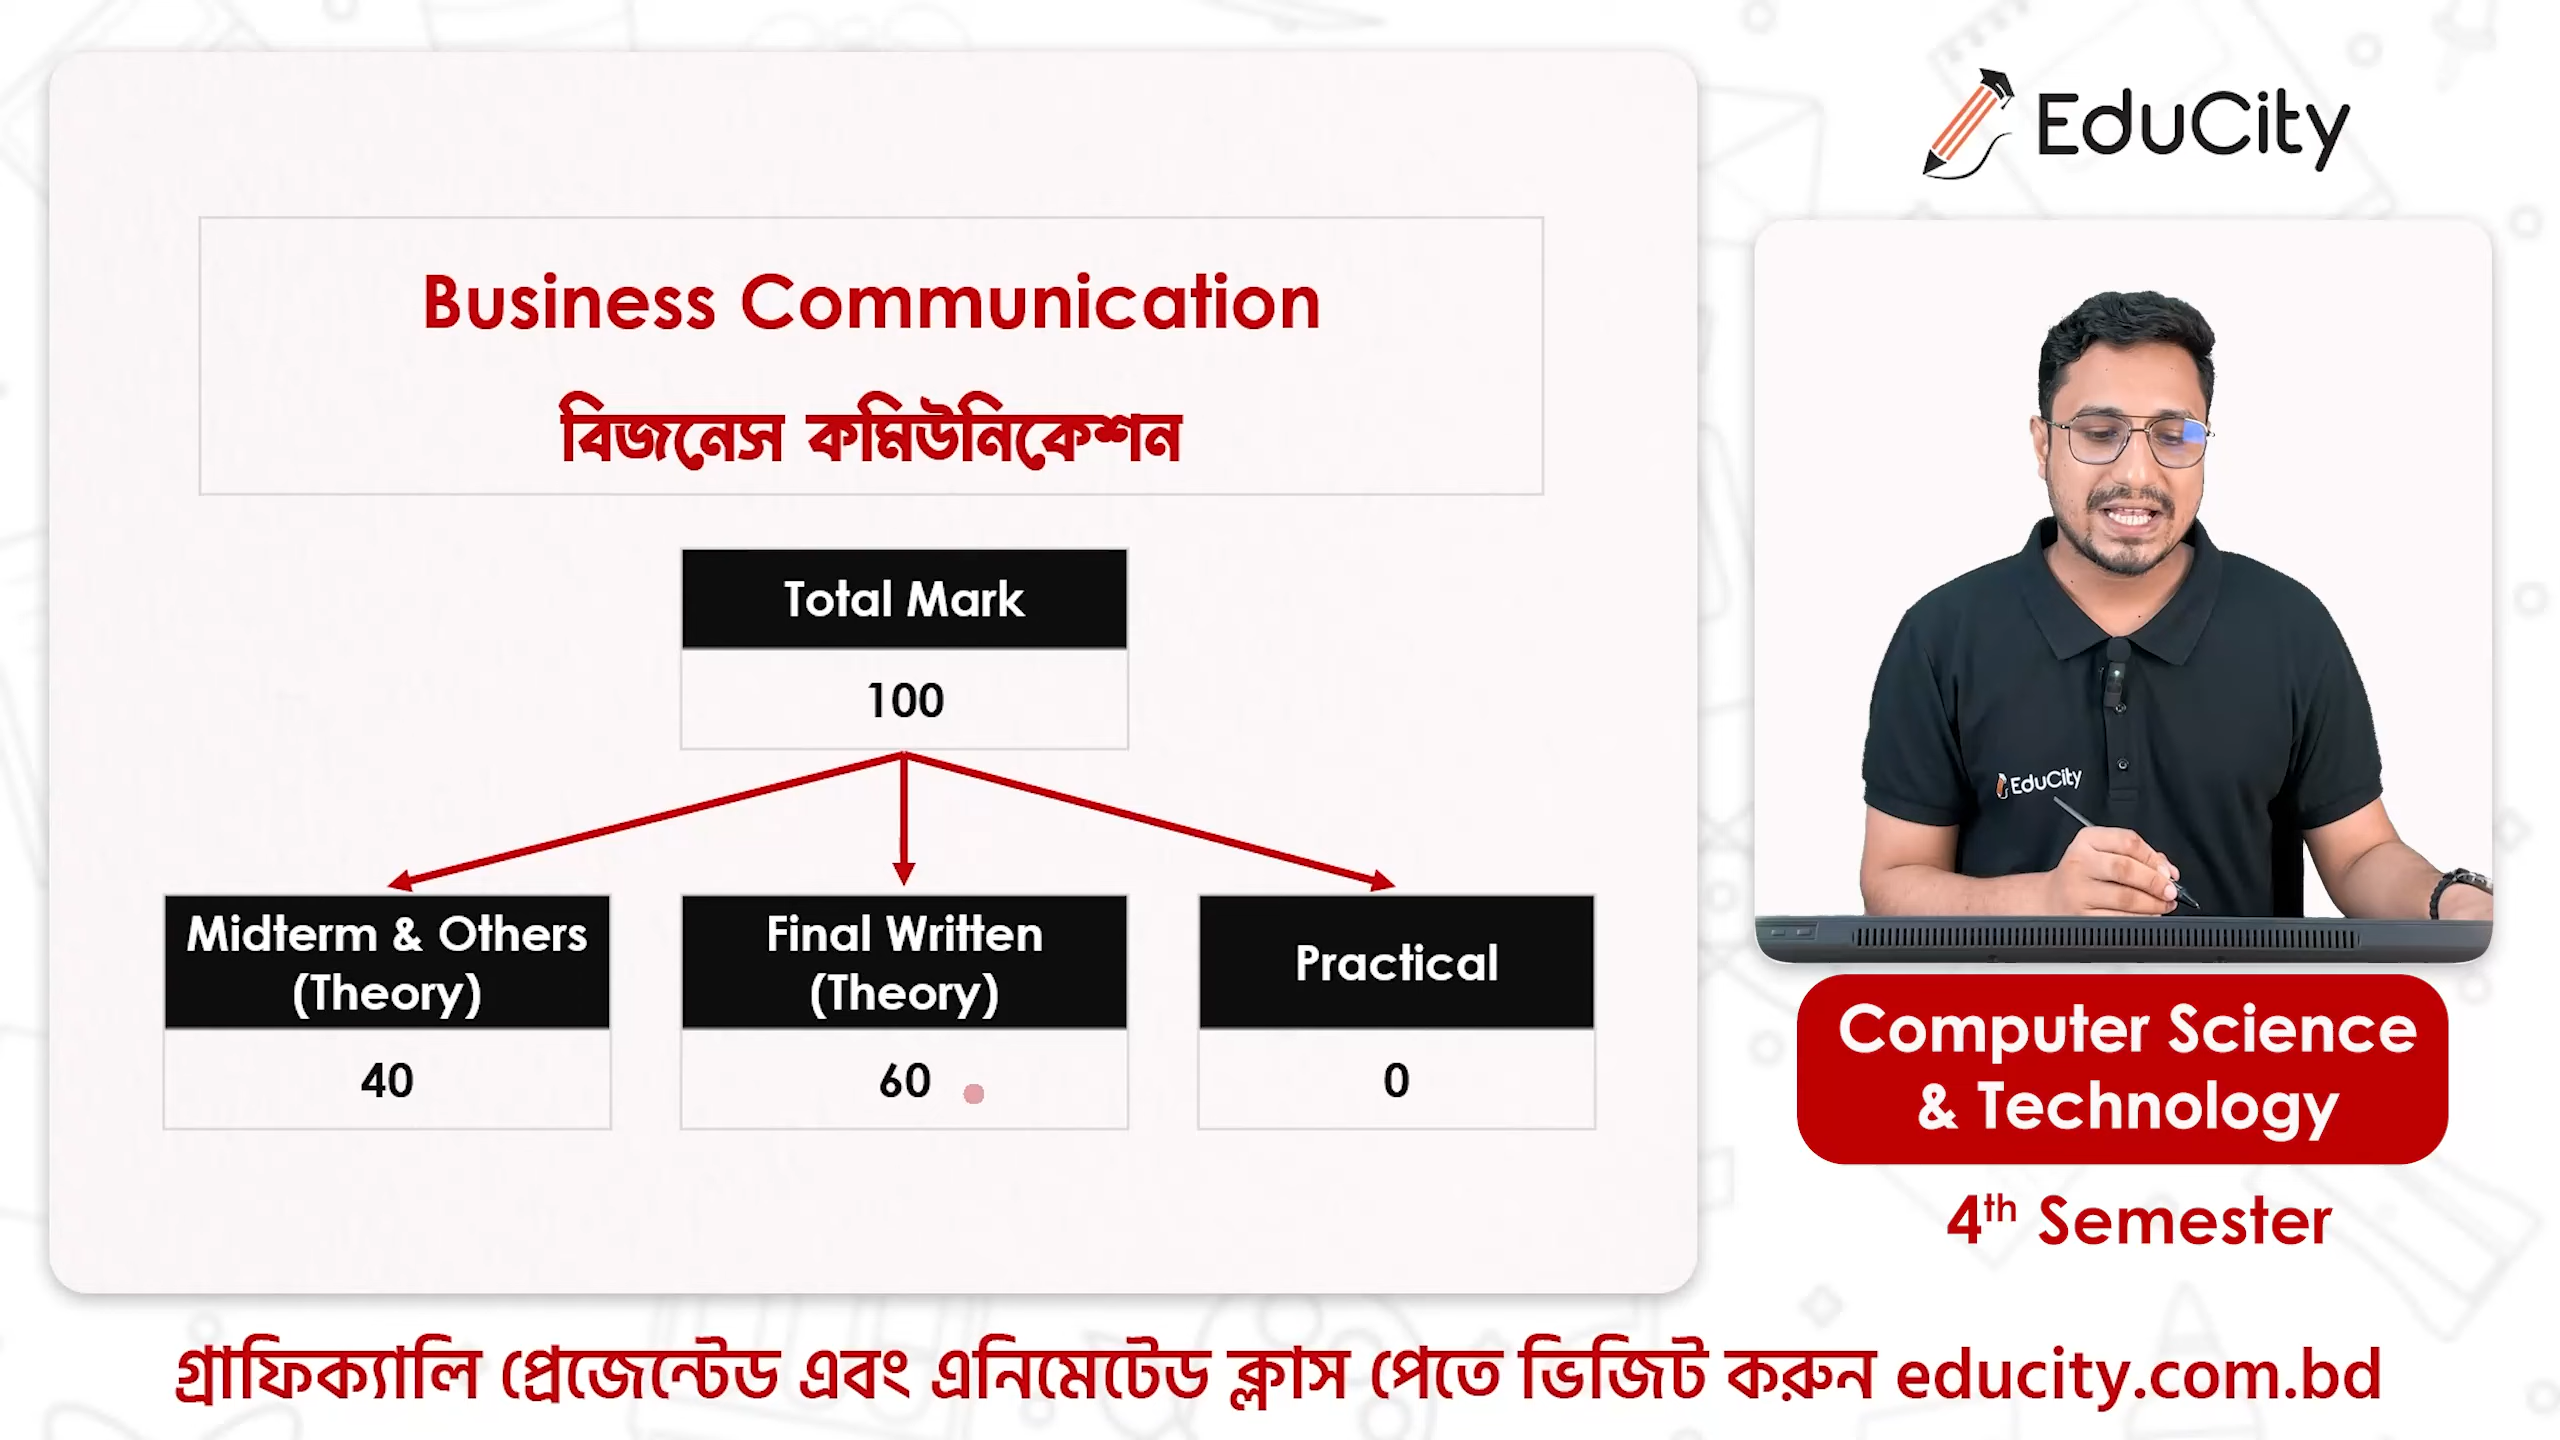 EduCity
Business Communication
বিজনেস কমিউনিকেশন
Total Mark
100
Midterm & Others
(Theory)
40
Final Written
(Theory)
60
Practical
0
EduCity
Computer Science
& Technology
4th Semester
গ্রাফিক্যালি প্রেজেন্টেড এবং এনিমেটেড ক্লাস পেতে ভিজিট করুন educity.com.bd